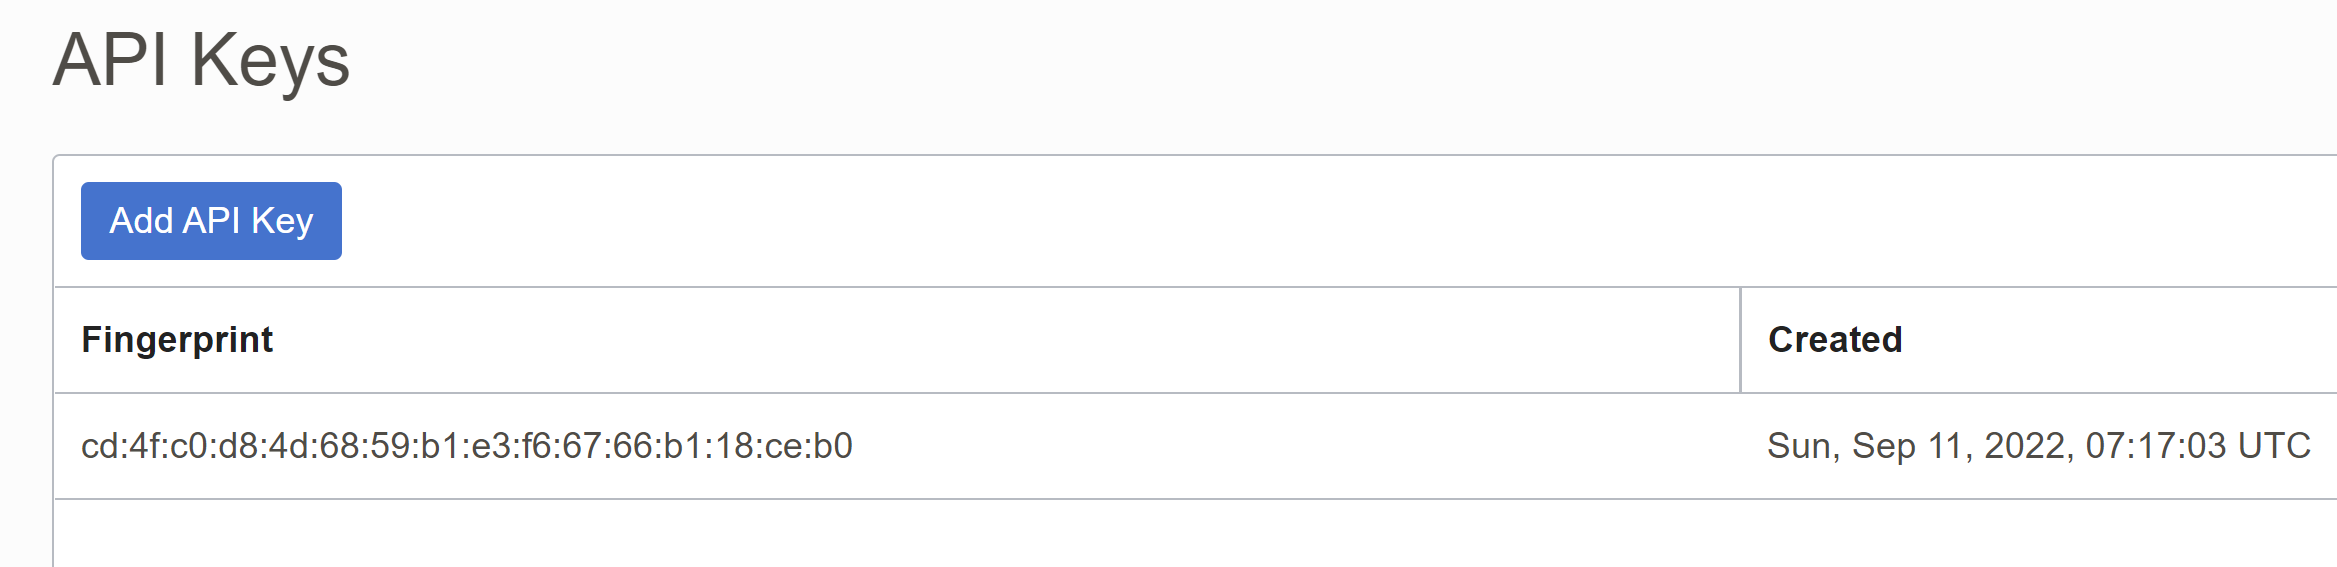 API Keys
Add API Key
Fingerprint
Created
cd:4f:c0:d8:4d:68:59:b1:e3:f6:67:66:b1:18:ce:b0
Sun, Sep 11, 2022, 07:17:03 UTC